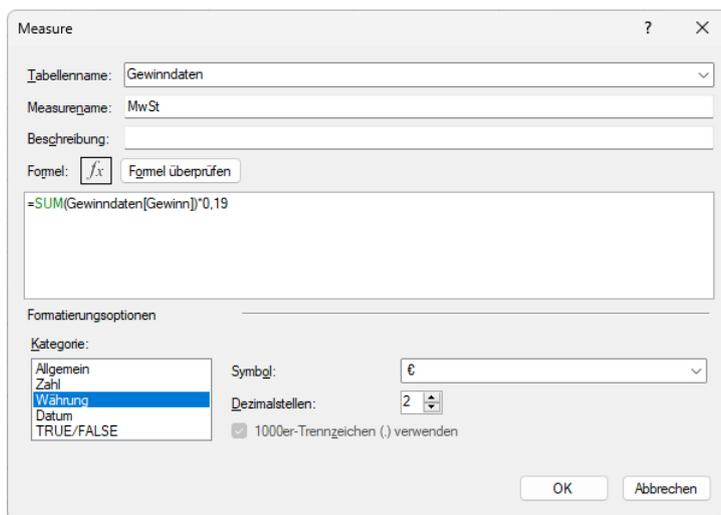 Measure ? ×
Tabellenname: Gewinndaten
Measurename: MwSt
Beschreibung:
Formel: fx Formel überprüfen
=SUM(Gewinndaten[Gewinn])*0,19
Formatierungsoptionen
Kategorie:
Allgemein
Zahl
Währung
Datum
TRUE/FALSE
Symbol: €
Dezimalstellen: 2
1000er-Trennzeichen (.) verwenden
OK Abbrechen